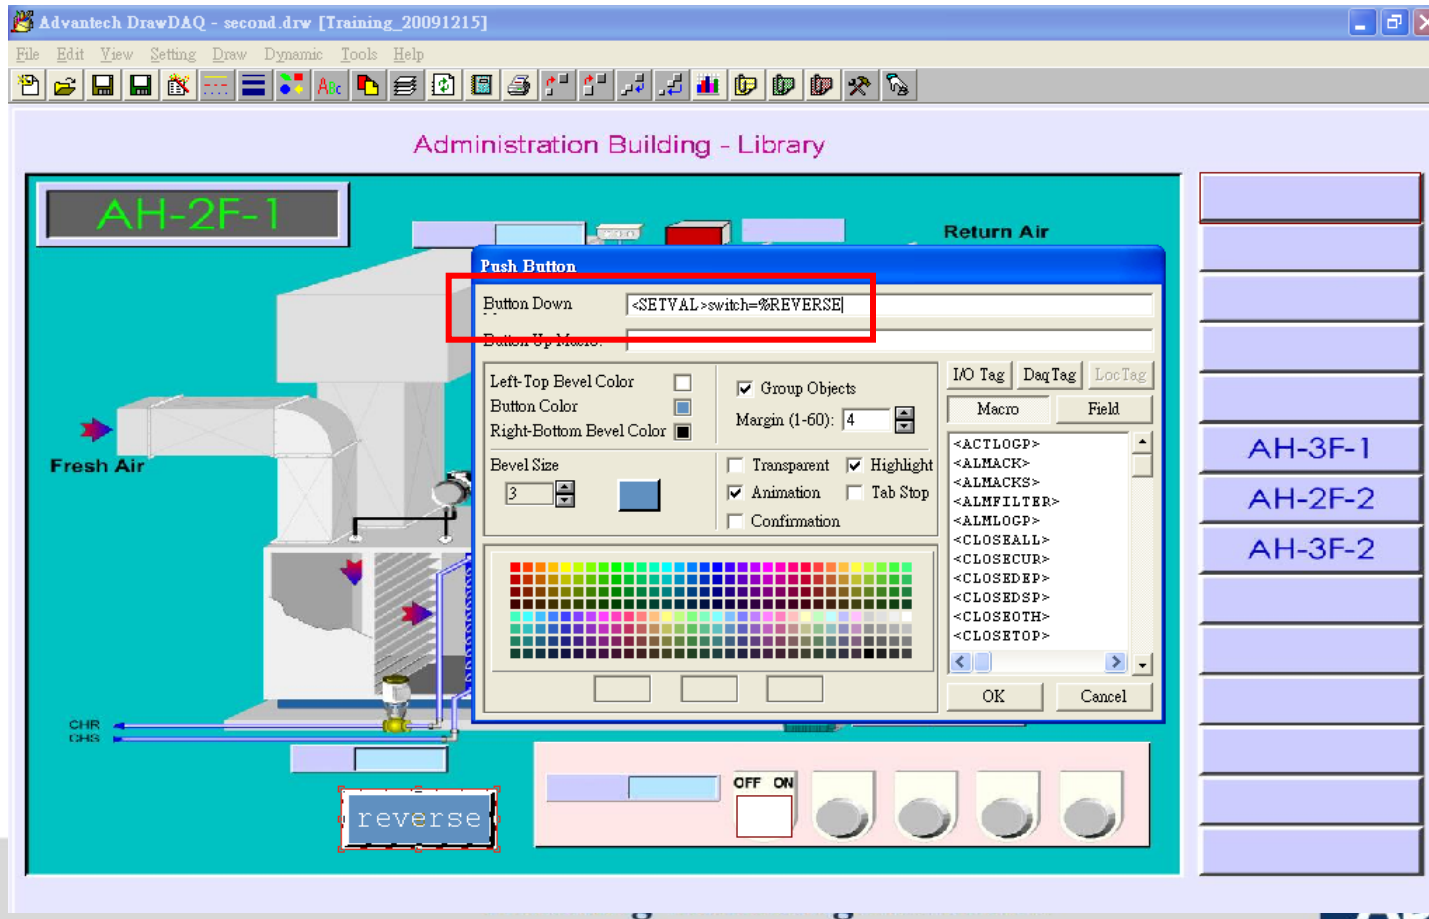 Advantech DrawDAQ - second.drw [Training_20091215]
File Edit View Setting Draw Dynamic Tools Help
ABC
Administration Building - Library
AH-2F-1
Return Air
Push Button
Button Down
<SETVAL>switch=%REVERSE
Button Up Macro:
Left-Top Bevel Color
Button Color
Right-Bottom Bevel Color
Group Objects
Margin (1-60): 4
I/O Tag DaqTag LocTag
Macro Field
Bevel Size
3
Transparent Highlight
Animation Tab Stop
Confirmation
<ACTLOGP>
<ALMACK>
<ALMACKS>
<ALMFILTER>
<ALMLOGP>
<CLOSEALL>
<CLOSECUR>
<CLOSEDEP>
<CLOSEDSP>
<CLOSEOTH>
<CLOSETOP>
OK Cancel
Fresh Air
AH-3F-1
AH-2F-2
AH-3F-2
CHR
CHS
OFF ON
reverse